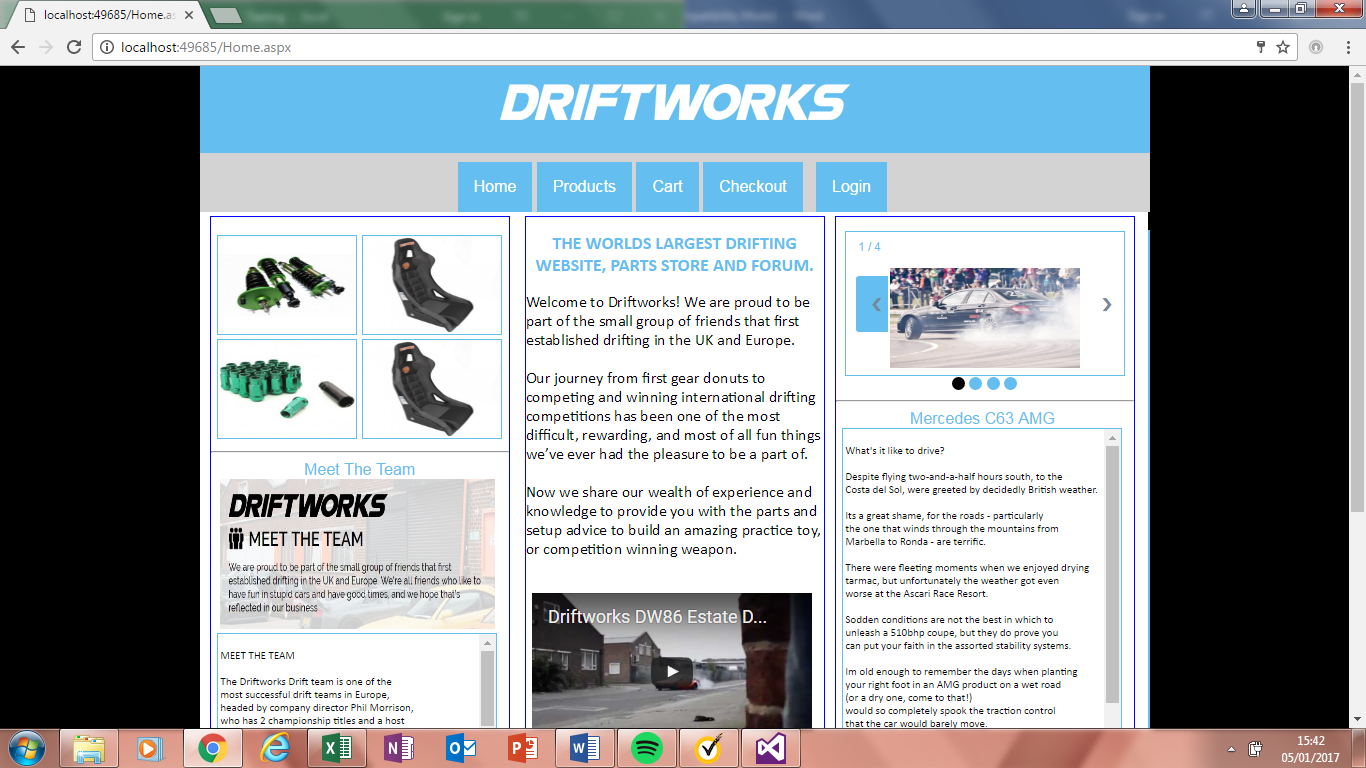 localhost:49685/Home.as
localhost:49685/Home.aspx
DRIFTWORKS
Home
Products
Cart
Checkout
Login
Meet The Team
DRIFTWORKS
MEET THE TEAM
We are proud to be part of the small group of friends that first
established drifting in the UK and Europe. We're all friends who like to
have fun in stupid cars and have good times, and we hope that's
reflected in our business
MEET THE TEAM
The Driftworks Drift team is one of the
most successful drift teams in Europe,
headed by company director Phil Morrison,
who has 2 championship titles and a host
THE WORLDS LARGEST DRIFTING
WEBSITE, PARTS STORE AND FORUM.
Welcome to Driftworks! We are proud to be
part of the small group of friends that first
established drifting in the UK and Europe.
Our journey from first gear donuts to
competing and winning international drifting
competitions has been one of the most
difficult, rewarding, and most of all fun things
we've ever had the pleasure to be a part of.
Now we share our wealth of experience and
knowledge to provide you with the parts and
setup advice to build an amazing practice toy,
or competition winning weapon.
Driftworks DW86 Estate D...
1 / 4
Mercedes C63 AMG
What's it like to drive?
Despite flying two-and-a-half hours south, to the
Costa del Sol, were greeted by decidedly British weather.
Its a great shame, for the roads - particularly
the one that winds through the mountains from
Marbella to Ronda - are terrific.
There were fleeting moments when we enjoyed drying
tarmac, but unfortunately the weather got even
worse at the Ascari Race Resort.
Sodden conditions are not the best in which to
unleash a 510bhp coupe, but they do prove you
can put your faith in the assorted stability systems.
Im old enough to remember the days when planting
your right foot in an AMG product on a wet road
(or a dry one, come to that!)
would so completely spook the traction control
that the car would barely move.
15:42
05/01/2017